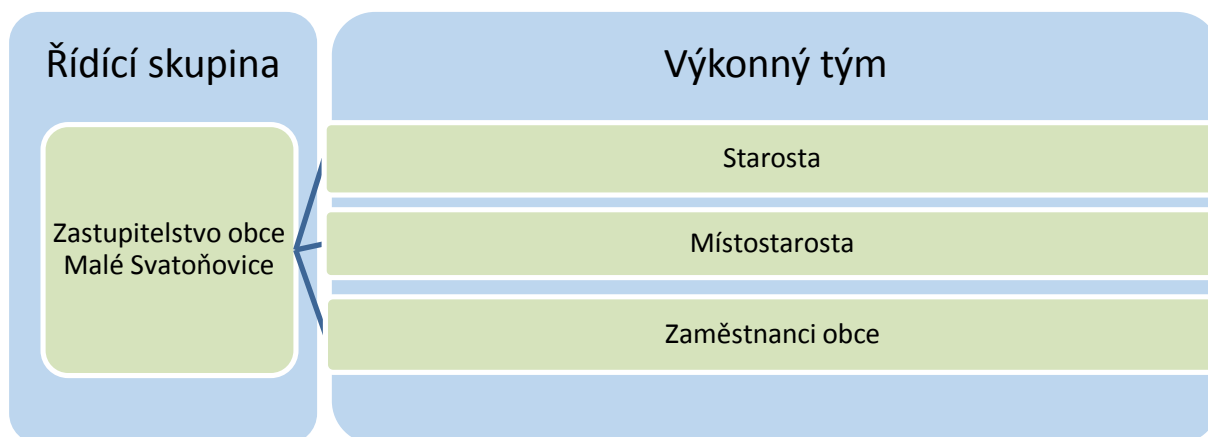 Řídící skupina
Výkonný tým
Zastupitelstvo obce
Malé Svatoňovice
Starosta
Místostarosta
Zaměstnanci obce